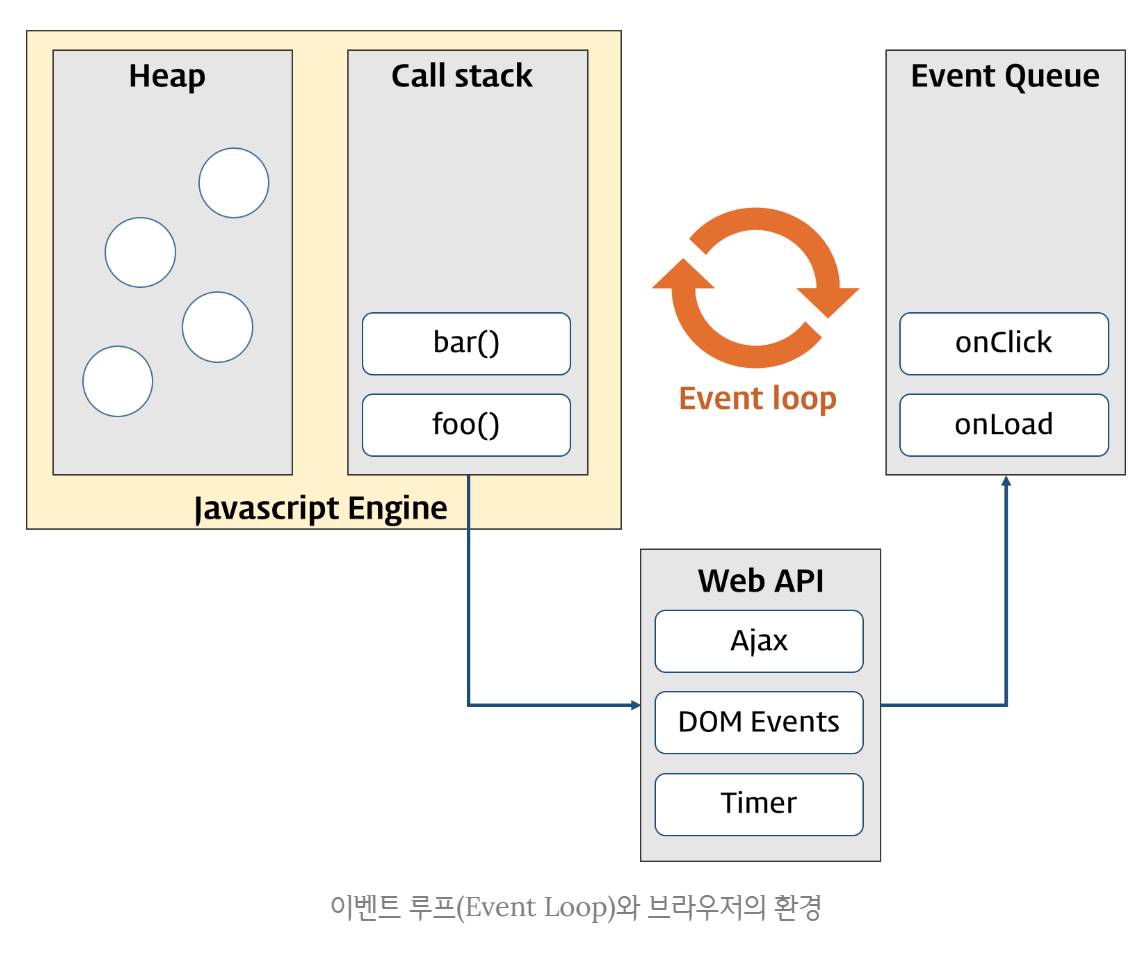 Heap
Call stack
bar()
foo()
Javascript Engine
Event loop
Event Queue
onClick
onLoad
Web API
Ajax
DOM Events
Timer
이벤트 루프(Event Loop)와 브라우저의 환경